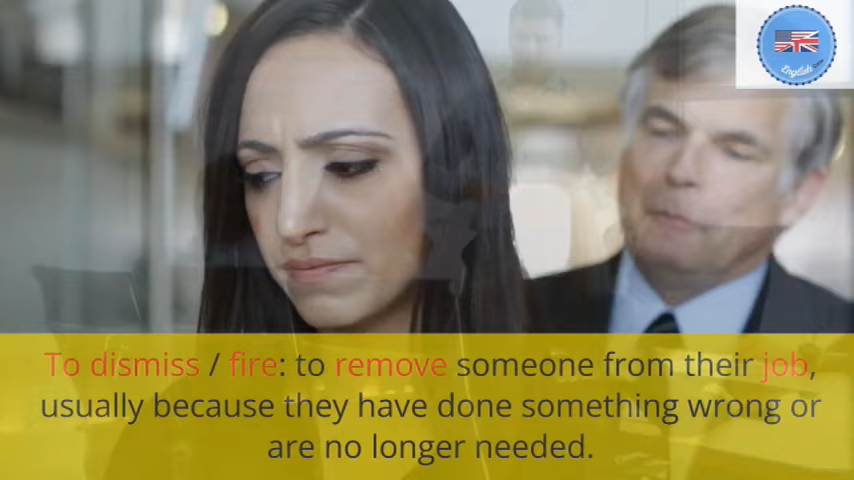 English
To dismiss / fire: to remove someone from their job,
usually because they have done something wrong or
are no longer needed.